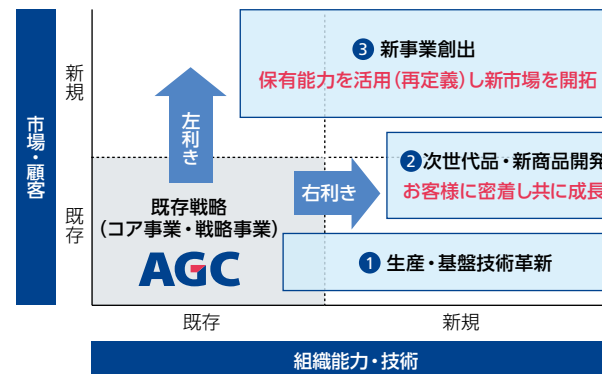 市場・顧客
新規
既存
❸ 新事業創出
保有能力を活用(再定義)し新市場を開拓
左利き
❷ 次世代品・新商品開発
お客様に密着し共に成長
右利き
既存戦略
(コア事業・戦略事業)
AGC
❶ 生産・基盤技術革新
既存
新規
組織能力・技術